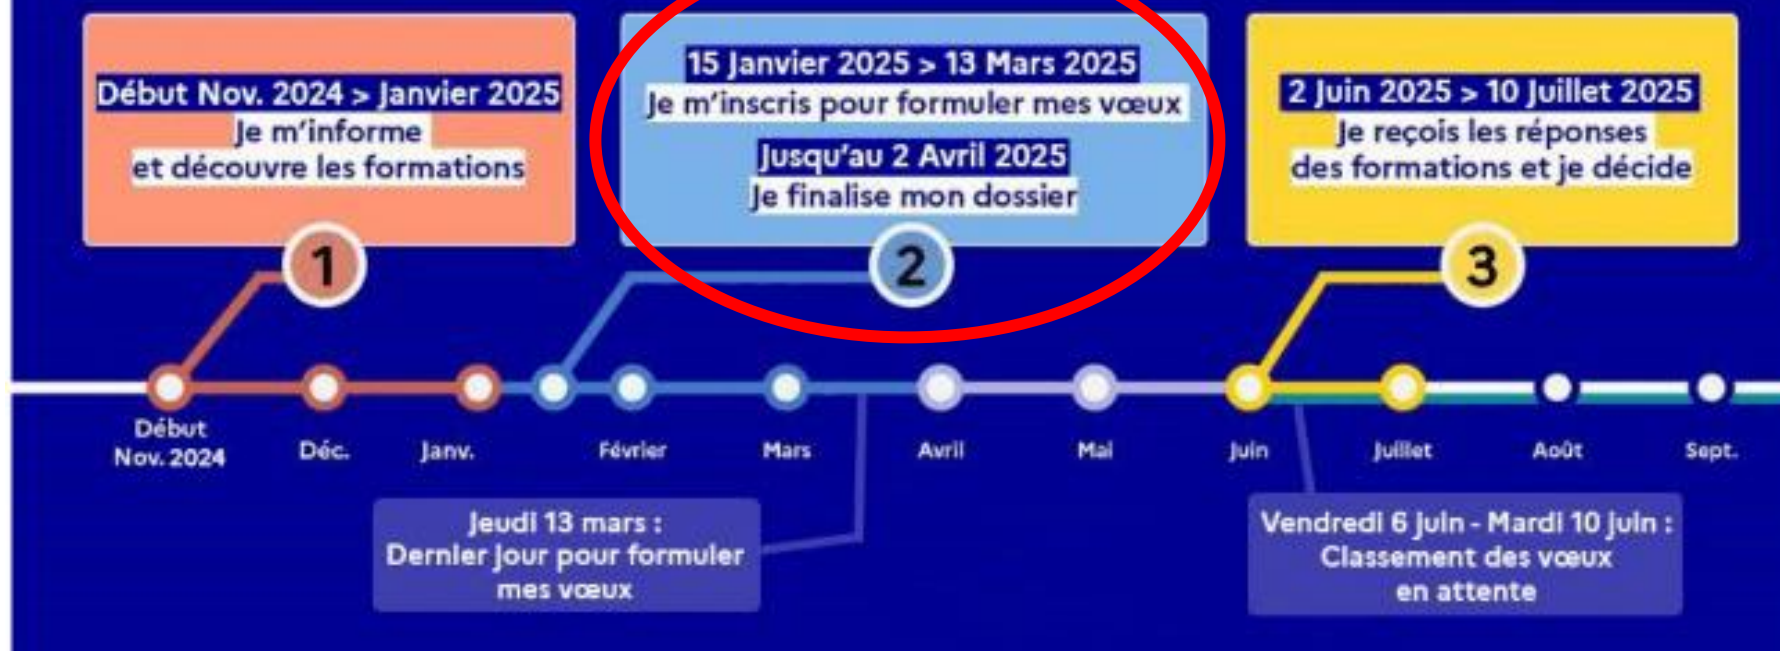 Début Nov. 2024 > Janvier 2025
Je m'informe
et découvre les formations
1
15 Janvier 2025 > 13 Mars 2025
Je m'inscris pour formuler mes vœux
Jusqu'au 2 Avril 2025
Je finalise mon dossier
2
2 Juin 2025 > 10 Juillet 2025
Je reçois les réponses
des formations et je décide
3
Début
Nov. 2024
Déc.
Janv.
Février
Mars
Avril
Mai
Juin
Juillet
Août
Sept.
Jeudi 13 mars :
Dernier jour pour formuler
mes vœux
Vendredi 6 juin - Mardi 10 juin :
Classement des vœux
en attente